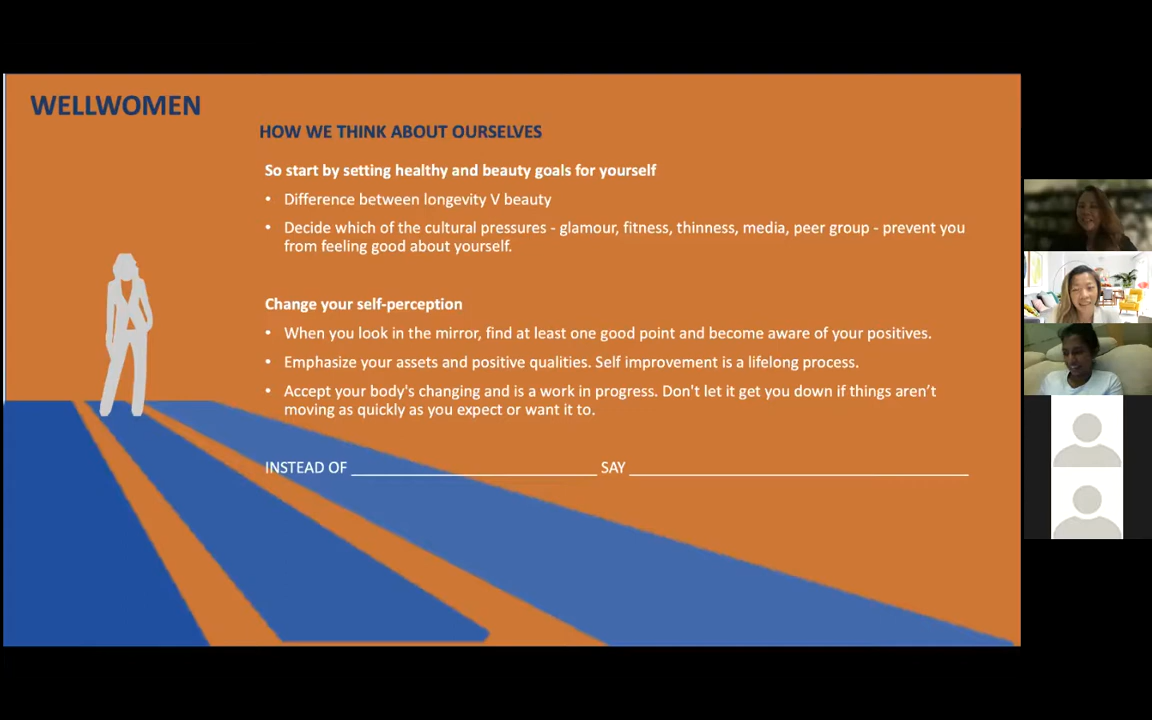 WELLWOMEN
HOW WE THINK ABOUT OURSELVES
So start by setting healthy and beauty goals for yourself
• Difference between longevity V beauty
• Decide which of the cultural pressures - glamour, fitness, thinness, media, peer group - prevent you
from feeling good about yourself.
Change your self-perception
• When you look in the mirror, find at least one good point and become aware of your positives.
• Emphasize your assets and positive qualities. Self improvement is a lifelong process.
• Accept your body's changing and is a work in progress. Don't let it get you down if things aren’t
moving as quickly as you expect or want it to.
INSTEAD OF ____________________________ SAY _______________________________________